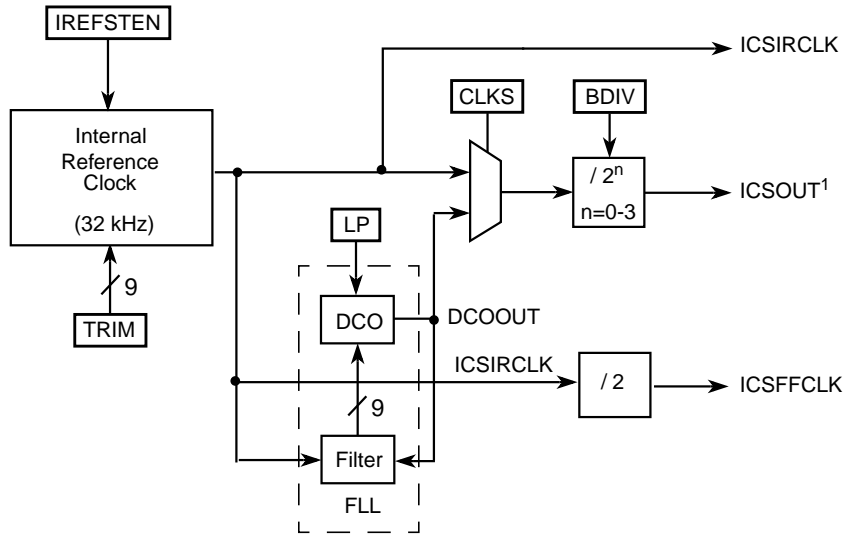 IREFSTEN
ICSIRCLK
CLKS
BDIV
Internal
Reference
Clock
(32 kHz)
/ 2ⁿ
n=0-3
ICSOUT¹
LP
9
TRIM
DCO
DCOOUT
ICSIRCLK
/ 2
ICSFFCLK
9
Filter
FLL